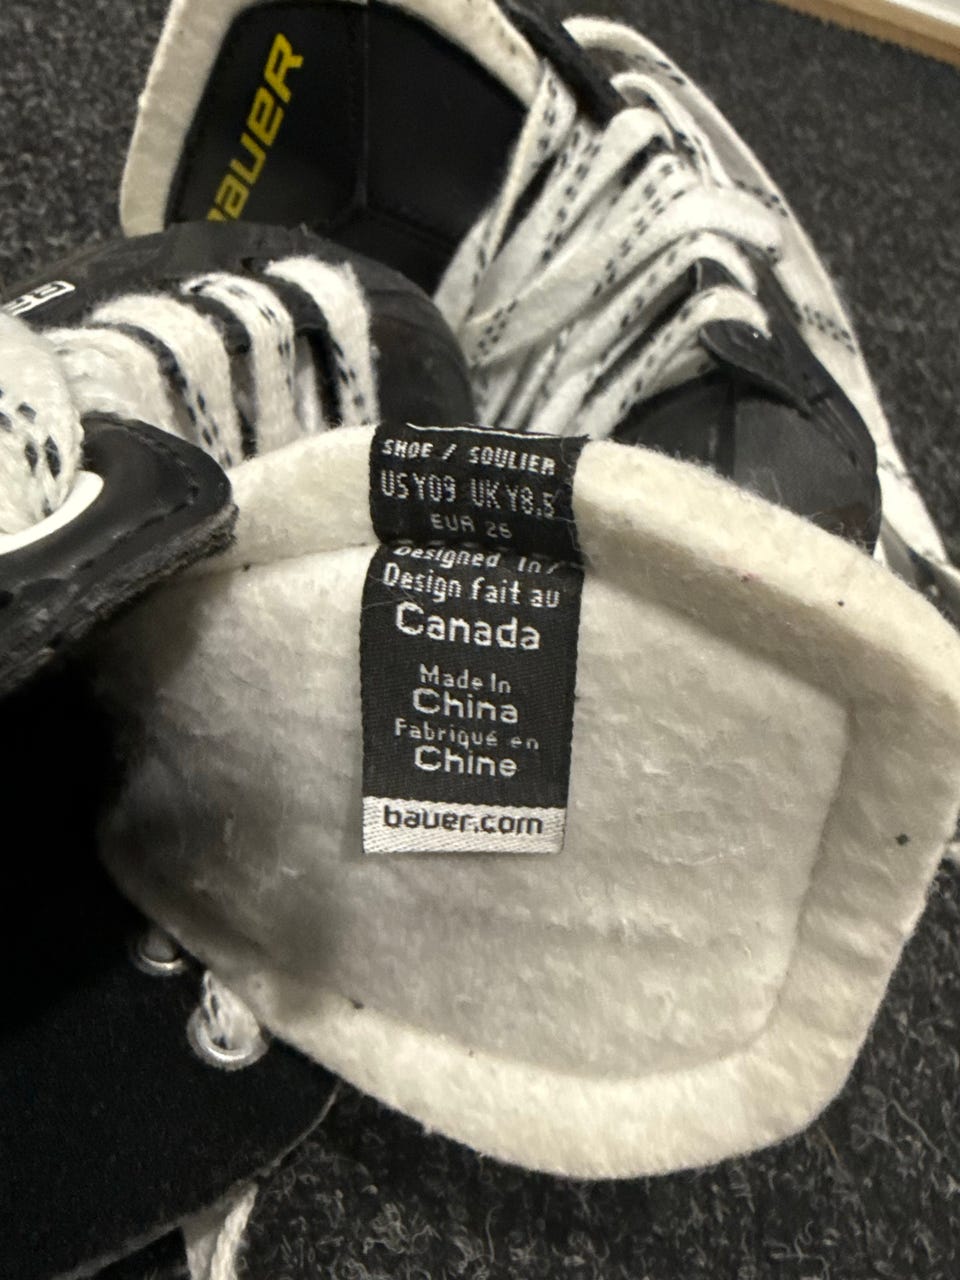 BAUER
SHOE / SOULIER
US Y09 UK Y8.5
EUR 26
Designed in /
Design fait au
Canada
Made In
China
Fabriqué en
Chine
bauer.com